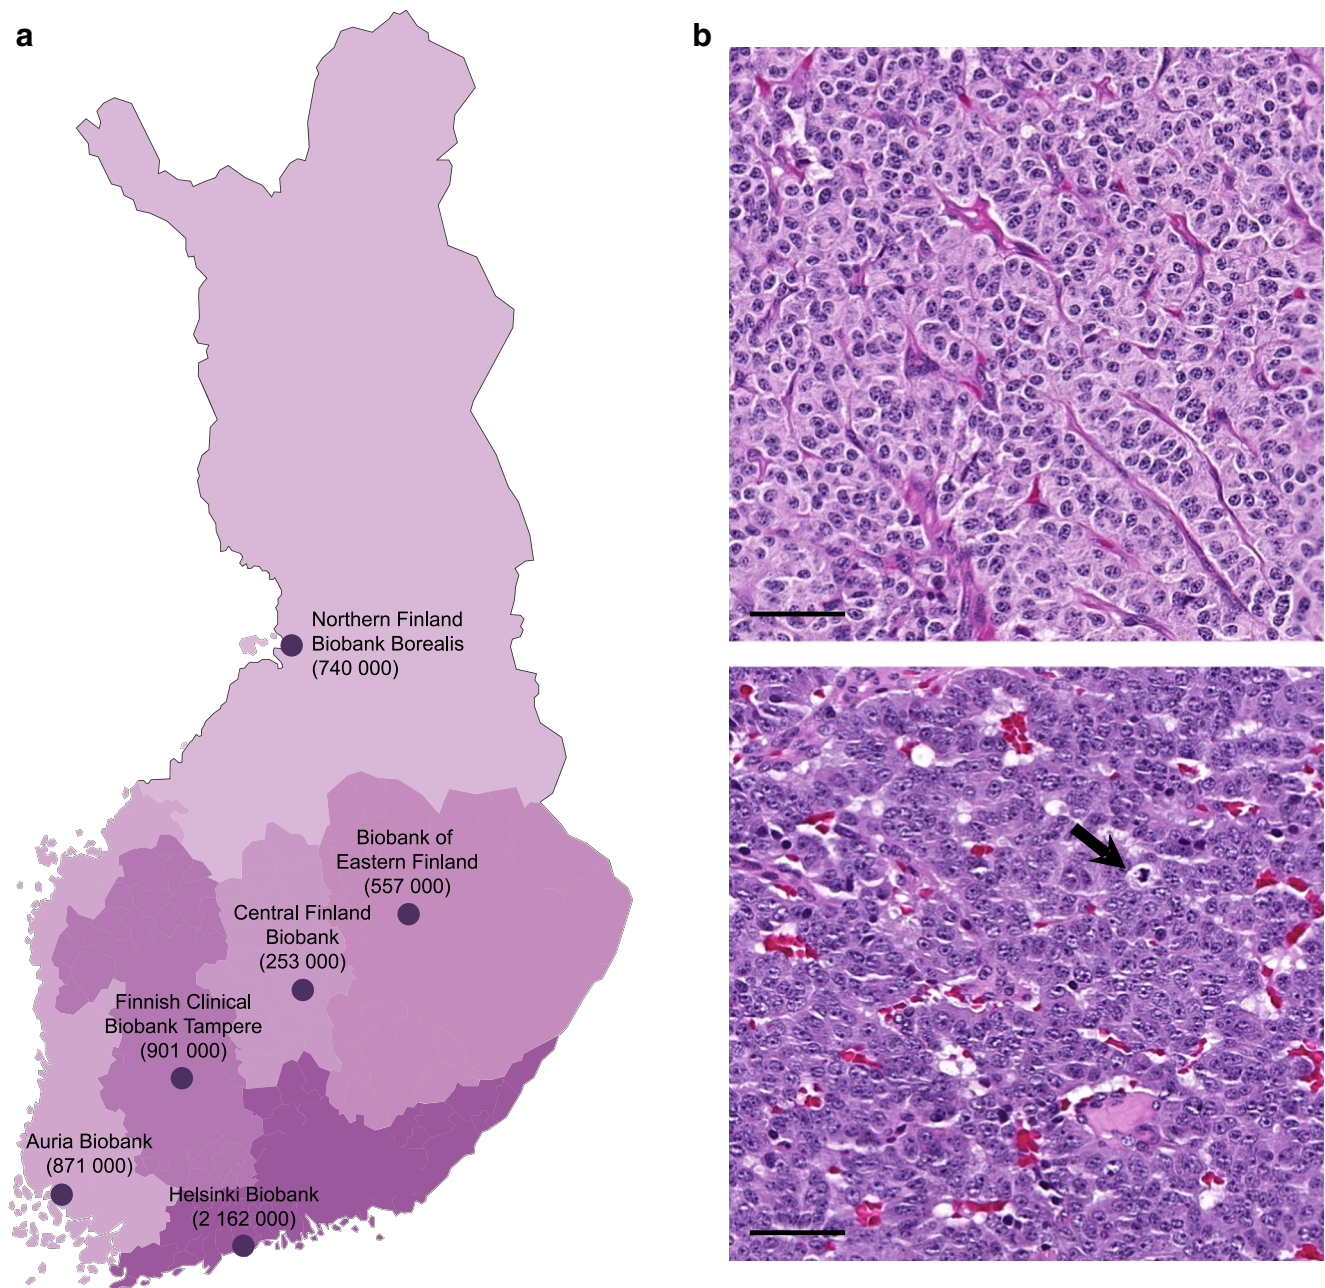 a
b
Northern Finland
Biobank Borealis
(740 000)
Biobank of
Eastern Finland
(557 000)
Central Finland
Biobank
(253 000)
Finnish Clinical
Biobank Tampere
(901 000)
Auria Biobank
(871 000)
Helsinki Biobank
(2 162 000)